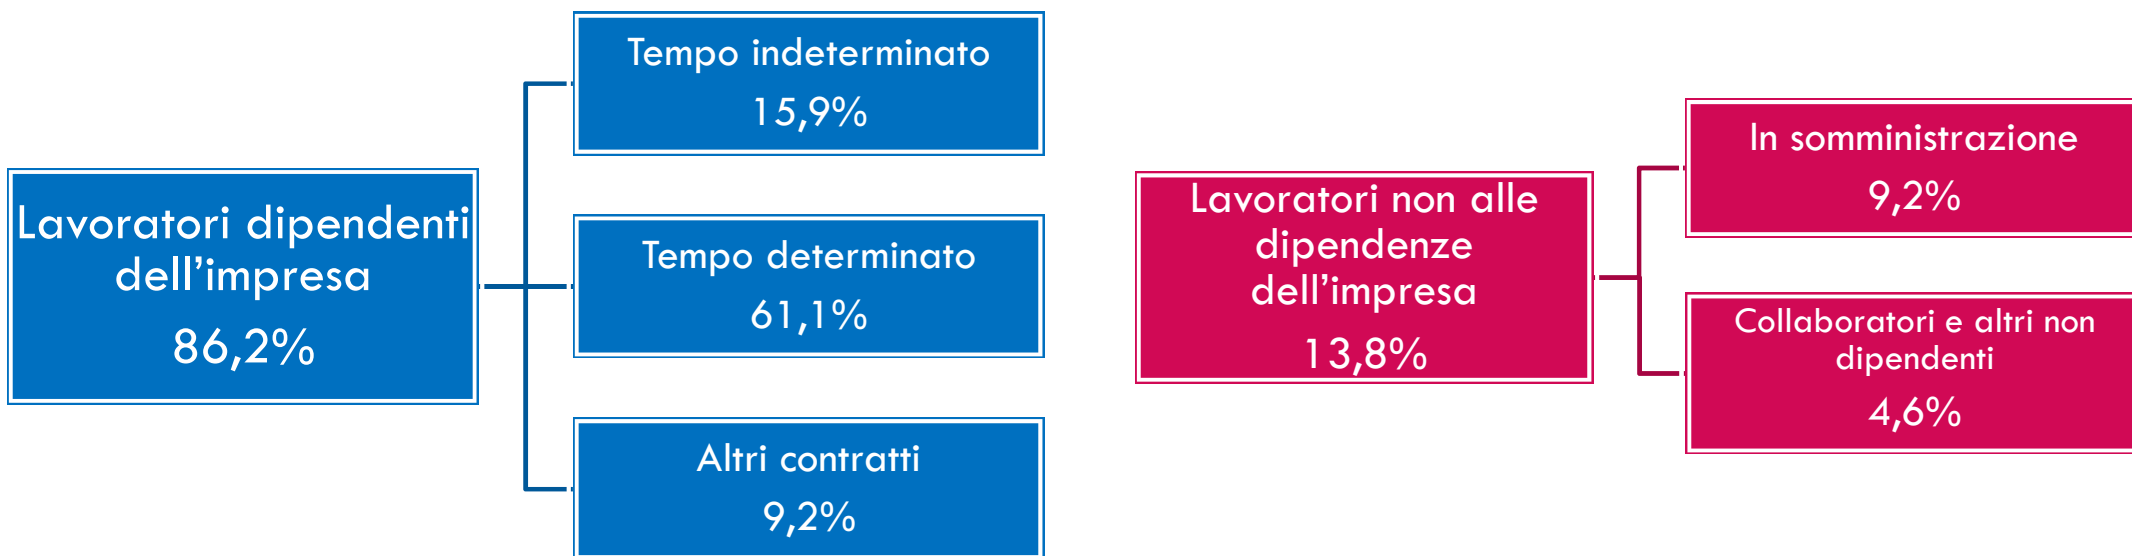 Lavoratori dipendenti
dell’impresa
86,2%
Tempo indeterminato
15,9%
Tempo determinato
61,1%
Altri contratti
9,2%
Lavoratori non alle
dipendenze
dell’impresa
13,8%
In somministrazione
9,2%
Collaboratori e altri non
dipendenti
4,6%